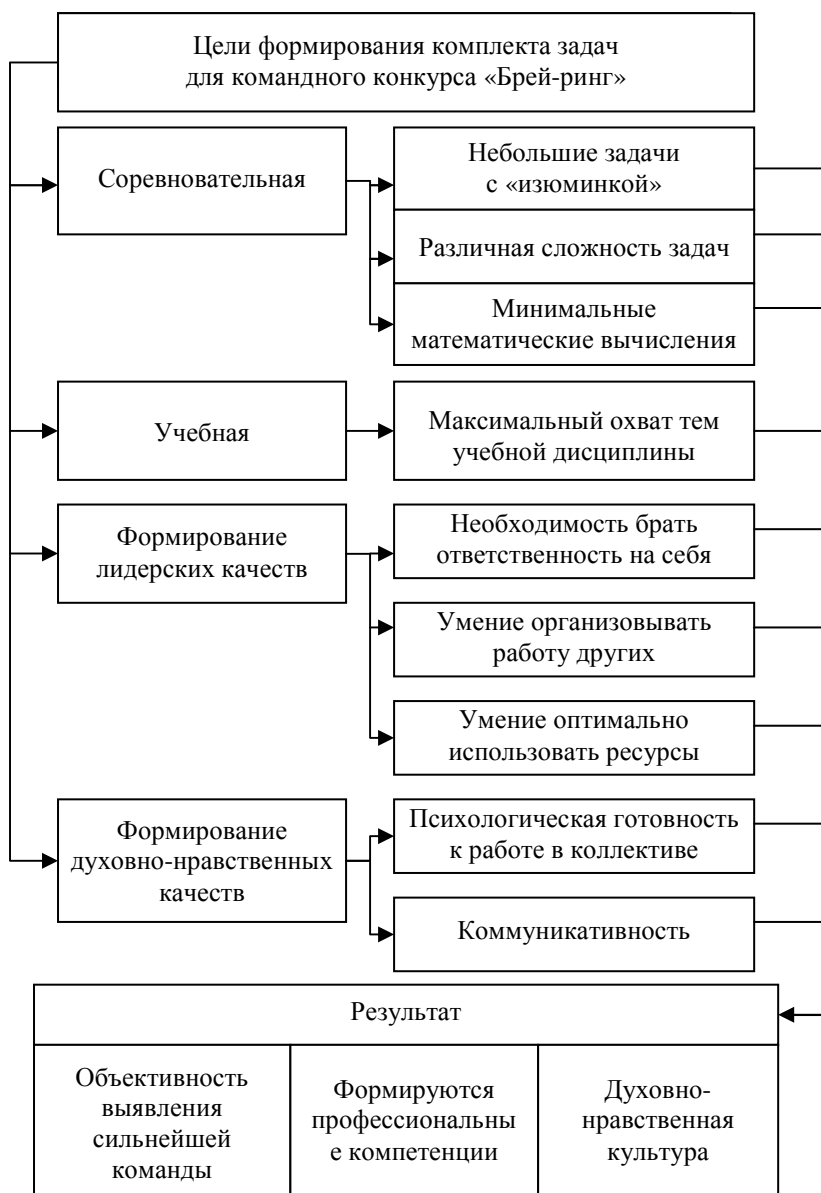 Цели формирования комплекта задач
для командного конкурса «Брей-ринг»
Соревновательная
Небольшие задачи
с «изюминкой»
Различная сложность задач
Минимальные
математические вычисления
Учебная
Максимальный охват тем
учебной дисциплины
Формирование
лидерских качеств
Необходимость брать
ответственность на себя
Умение организовывать
работу других
Умение оптимально
использовать ресурсы
Формирование
духовно-нравственных
качеств
Психологическая готовность
к работе в коллективе
Коммуникативность
Результат
Объективность
выявления
сильнейшей
команды
Формируются
профессиональны
е компетенции
Духовно-
нравственная
культура